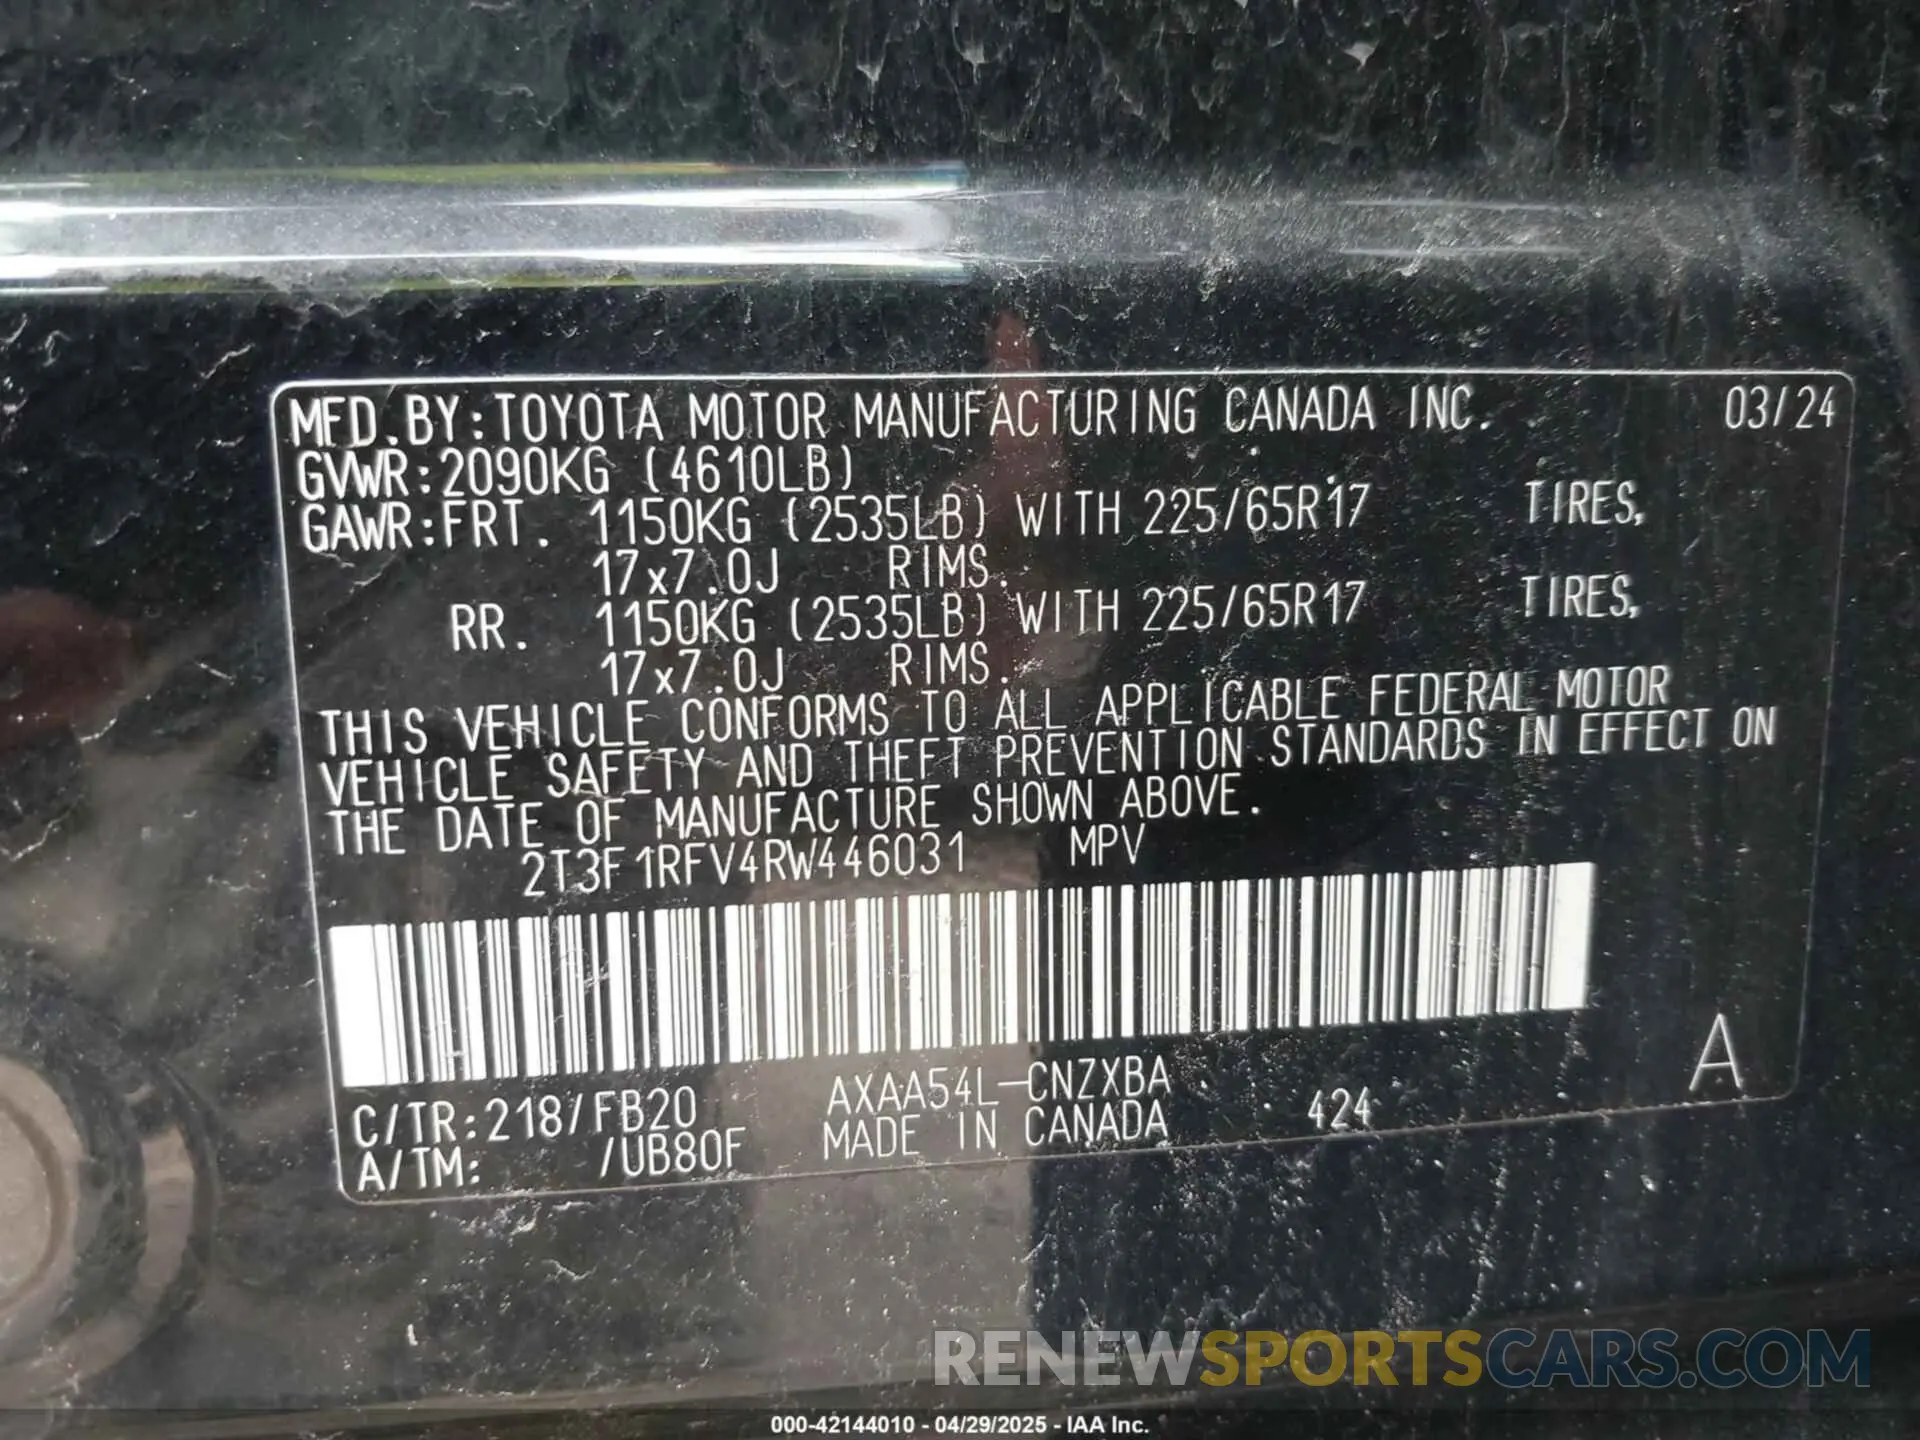 MFD.BY:TOYOTA MOTOR MANUFACTURING CANADA INC. 03/24
GVWR:2090KG (4610LB)
GAWR:FRT. 1150KG (2535LB) WITH 225/65R17 TIRES,
17x7.0J RIMS.
RR. 1150KG (2535LB) WITH 225/65R17 TIRES,
17x7.0J RIMS.
THIS VEHICLE CONFORMS TO ALL APPLICABLE FEDERAL MOTOR
VEHICLE SAFETY AND THEFT PREVENTION STANDARDS IN EFFECT ON
THE DATE OF MANUFACTURE SHOWN ABOVE.
2T3F1RFV4RW446031 MPV
A
C/TR:218/FB20 AXAA54L-CNZXBA
A/TM: /UB80F MADE IN CANADA 424
RENEWSPORTSCARS.COM
000-42144010 - 04/29/2025 - IAA Inc.